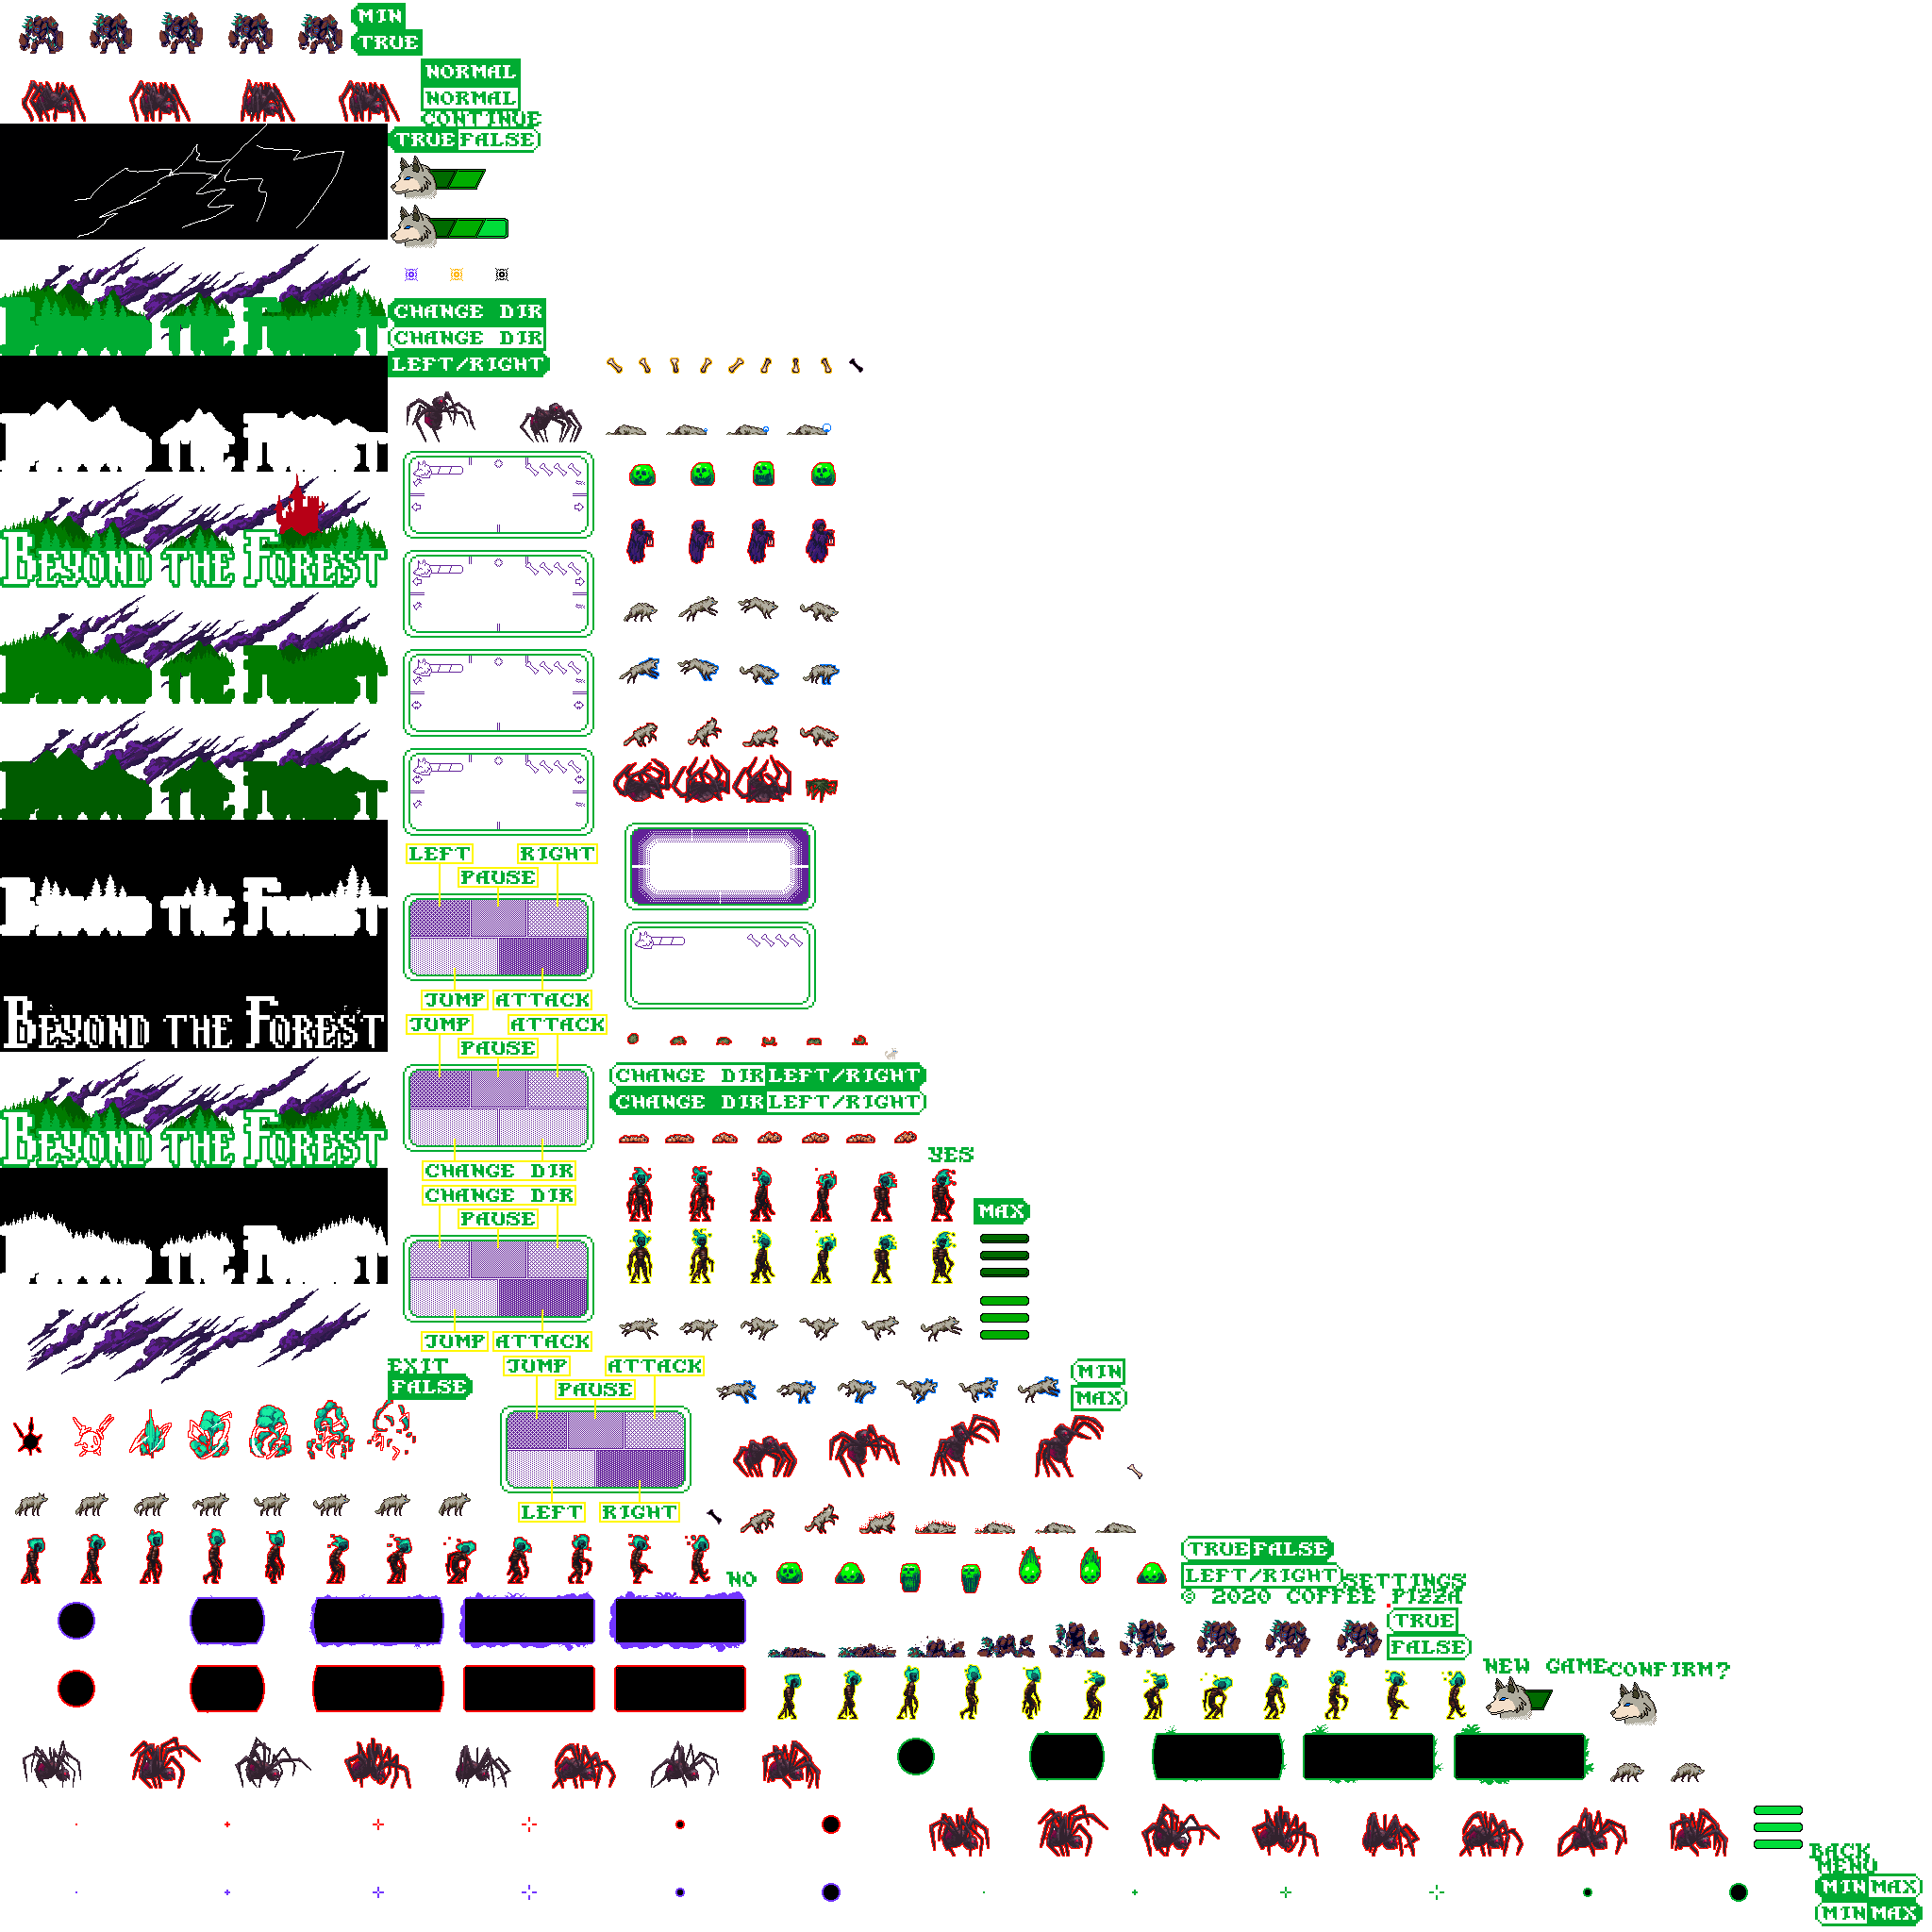 MIN
TRUE
NORMAL
NORMAL
CONTINUE
TRUE FALSE
CHANGE DIR
CHANGE DIR
LEFT/RIGHT
BEYOND THE FOREST
LEFT RIGHT
PAUSE
JUMP ATTACK
BEYOND THE FOREST
JUMP ATTACK
PAUSE
CHANGE DIR LEFT/RIGHT
CHANGE DIR LEFT/RIGHT
BEYOND THE FOREST
YES
CHANGE DIR
CHANGE DIR
MAX
PAUSE
JUMP ATTACK
EXIT
FALSE
JUMP ATTACK
PAUSE
MIN
MAX
LEFT RIGHT
TRUE FALSE
NO
LEFT/RIGHT
SETTINGS
© 2020 COFFEE PIZZA
TRUE
FALSE
NEW GAME
CONFIRM?
BACK
MENU
MIN MAX
MIN MAX